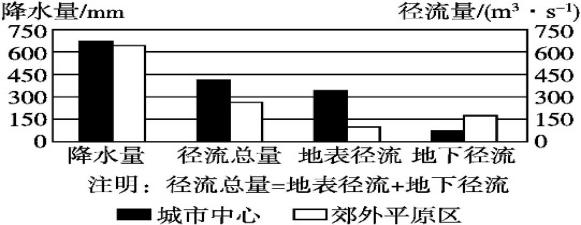 降水量/mm 径流量/(m³·s⁻¹)
750 750
600 600
450 450
300 300
150 150
0 0
降水量 径流总量 地表径流 地下径流
注明：径流总量=地表径流+地下径流
城市中心 郊外平原区